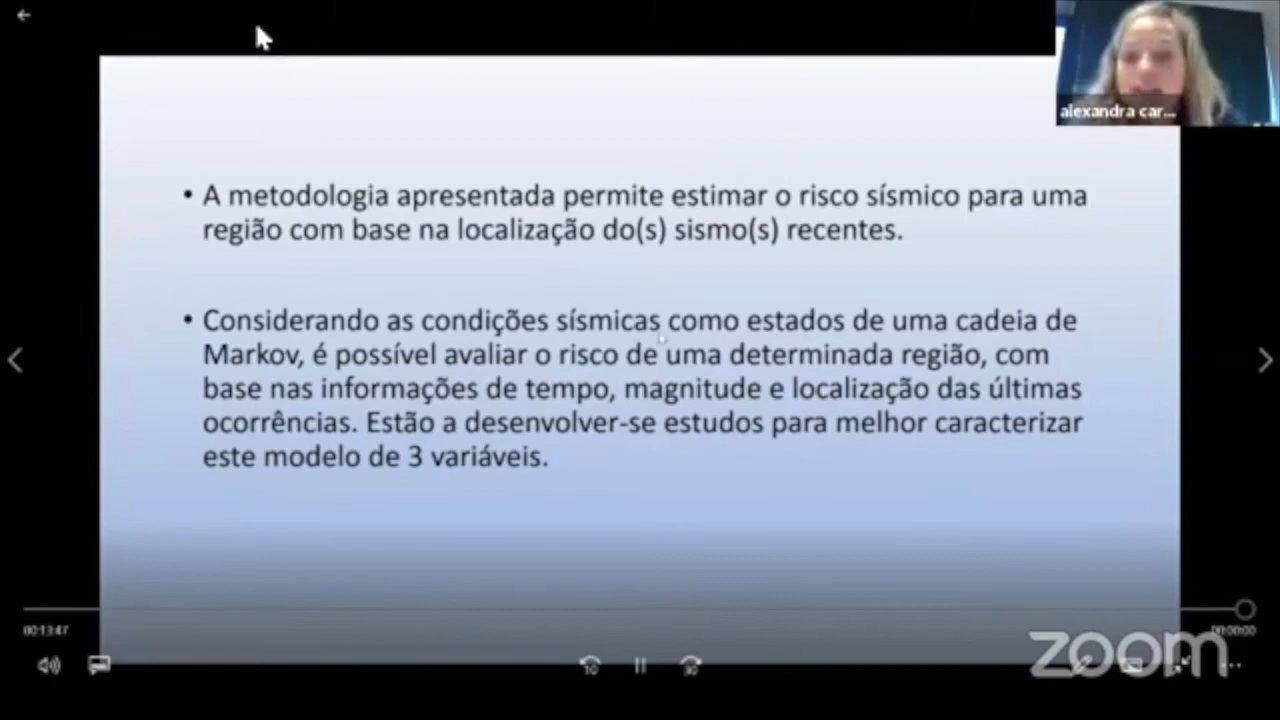 alexandra car...
• A metodologia apresentada permite estimar o risco sísmico para uma
região com base na localização do(s) sismo(s) recentes.
• Considerando as condições sísmicas como estados de uma cadeia de
Markov, é possível avaliar o risco de uma determinada região, com
base nas informações de tempo, magnitude e localização das últimas
ocorrências. Estão a desenvolver-se estudos para melhor caracterizar
este modelo de 3 variáveis.
00:13:47
00:00:00
10
30
zoom